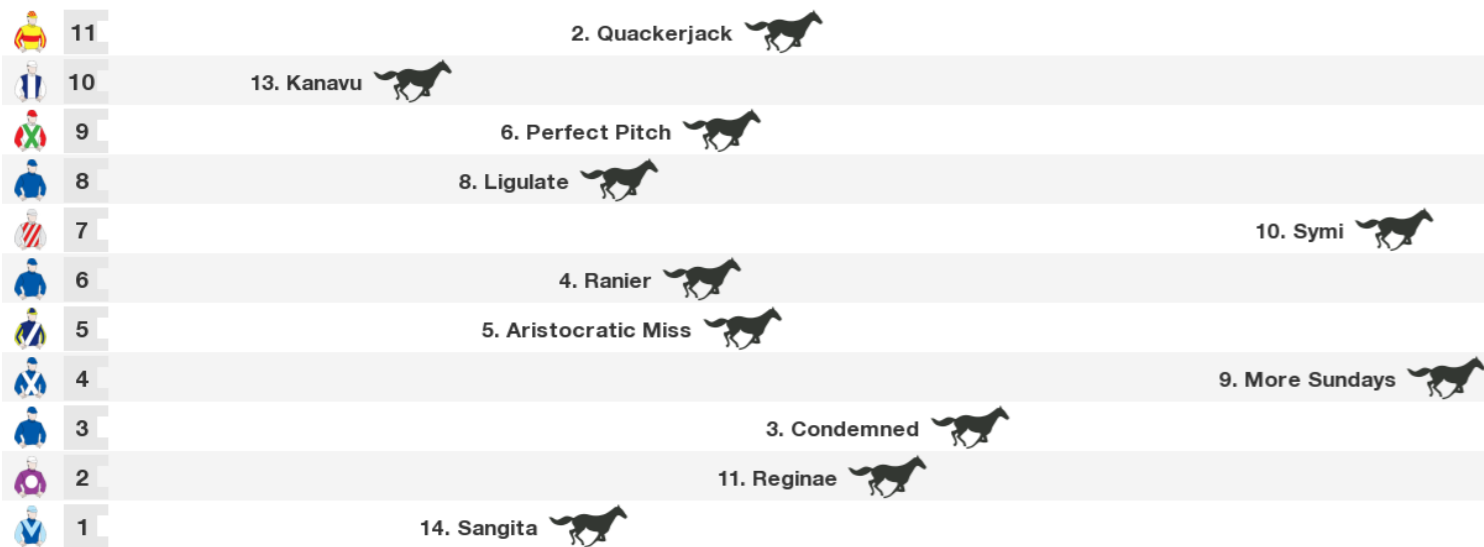 11 2. Quackerjack
10 13. Kanavu
9 6. Perfect Pitch
8 8. Ligulate
7 10. Symi
6 4. Ranier
5 5. Aristocratic Miss
4 9. More Sundays
3 3. Condemned
2 11. Reginae
1 14. Sangita